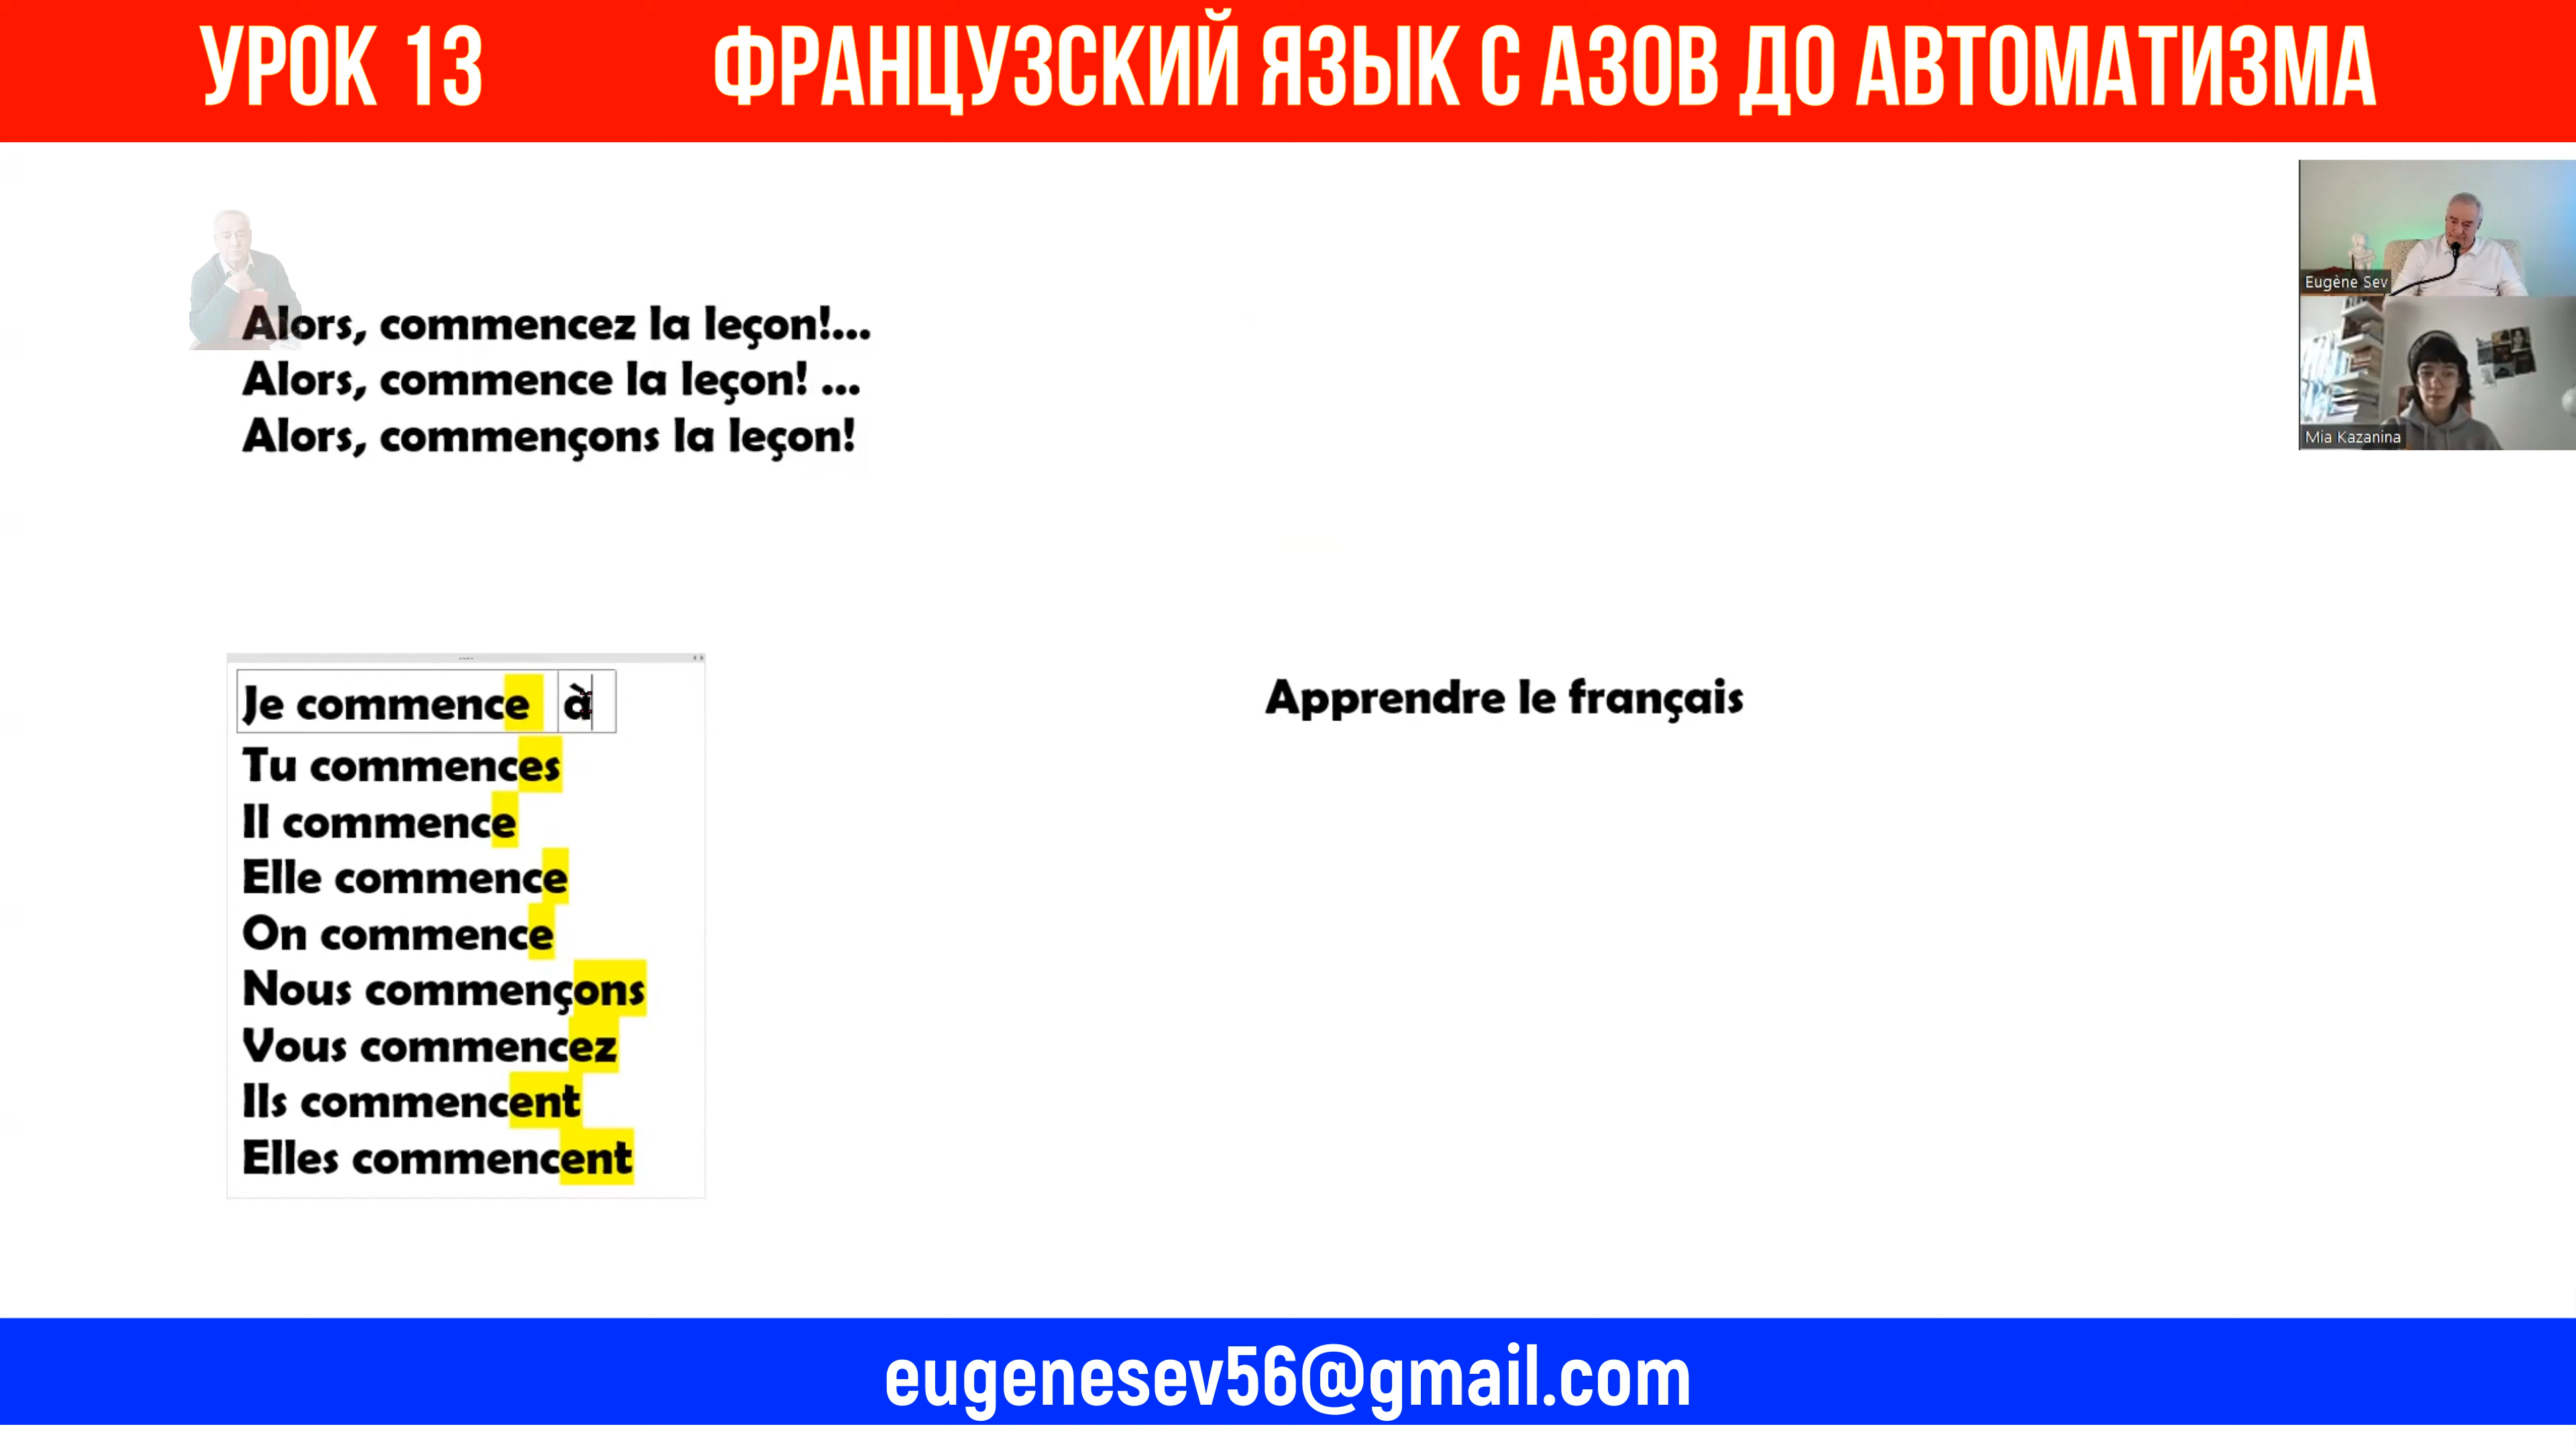 УРОК 13 ФРАНЦУЗСКИЙ ЯЗЫК С АЗОВ ДО АВТОМАТИЗМА
Alors, commencez la leçon!...
Alors, commence la leçon! ...
Alors, commençons la leçon!
Eugène Sev
Mia Kazanina
Je commence à
Tu commences
Il commence
Elle commence
On commence
Nous commençons
Vous commencez
Ils commencent
Elles commencent
Apprendre le français
eugenesev56@gmail.com